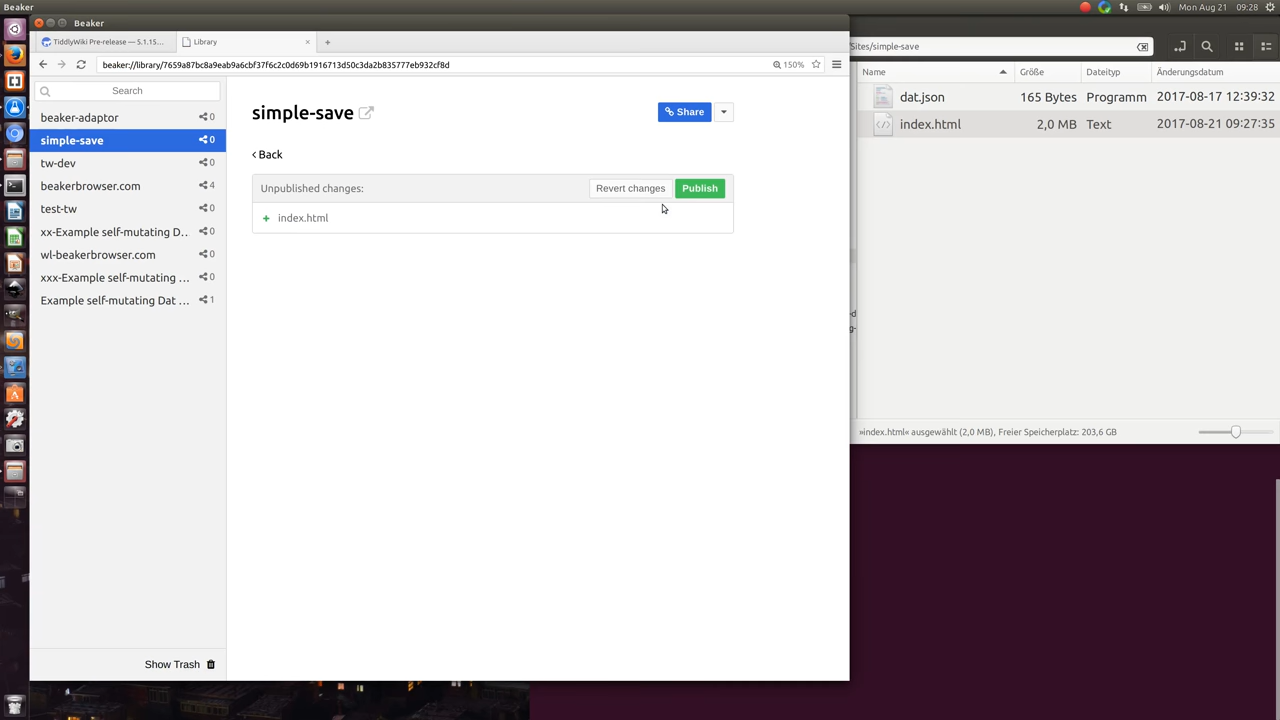 Beaker
Mon Aug 21 09:28
Beaker
TiddlyWiki Pre-release — 5.1.15...
Library
beaker://library/7659a87bc8a9eab9a6cbf37f6c2c0d69b1916713d50c3da2b835777eb932cf8d
150%
Search
beaker-adaptor 0
simple-save 0
tw-dev 0
beakerbrowser.com 4
test-tw 0
xx-Example self-mutating D... 0
wl-beakerbrowser.com 0
xxx-Example self-mutating ... 0
Example self-mutating Dat ... 1
Show Trash
simple-save
Share
Back
Unpublished changes:
Revert changes
Publish
+ index.html
/Sites/simple-save
Name Größe Dateityp Änderungsdatum
dat.json 165 Bytes Programm 2017-08-17 12:39:32
index.html 2,0 MB Text 2017-08-21 09:27:35
»index.html« ausgewählt (2,0 MB), Freier Speicherplatz: 203,6 GB